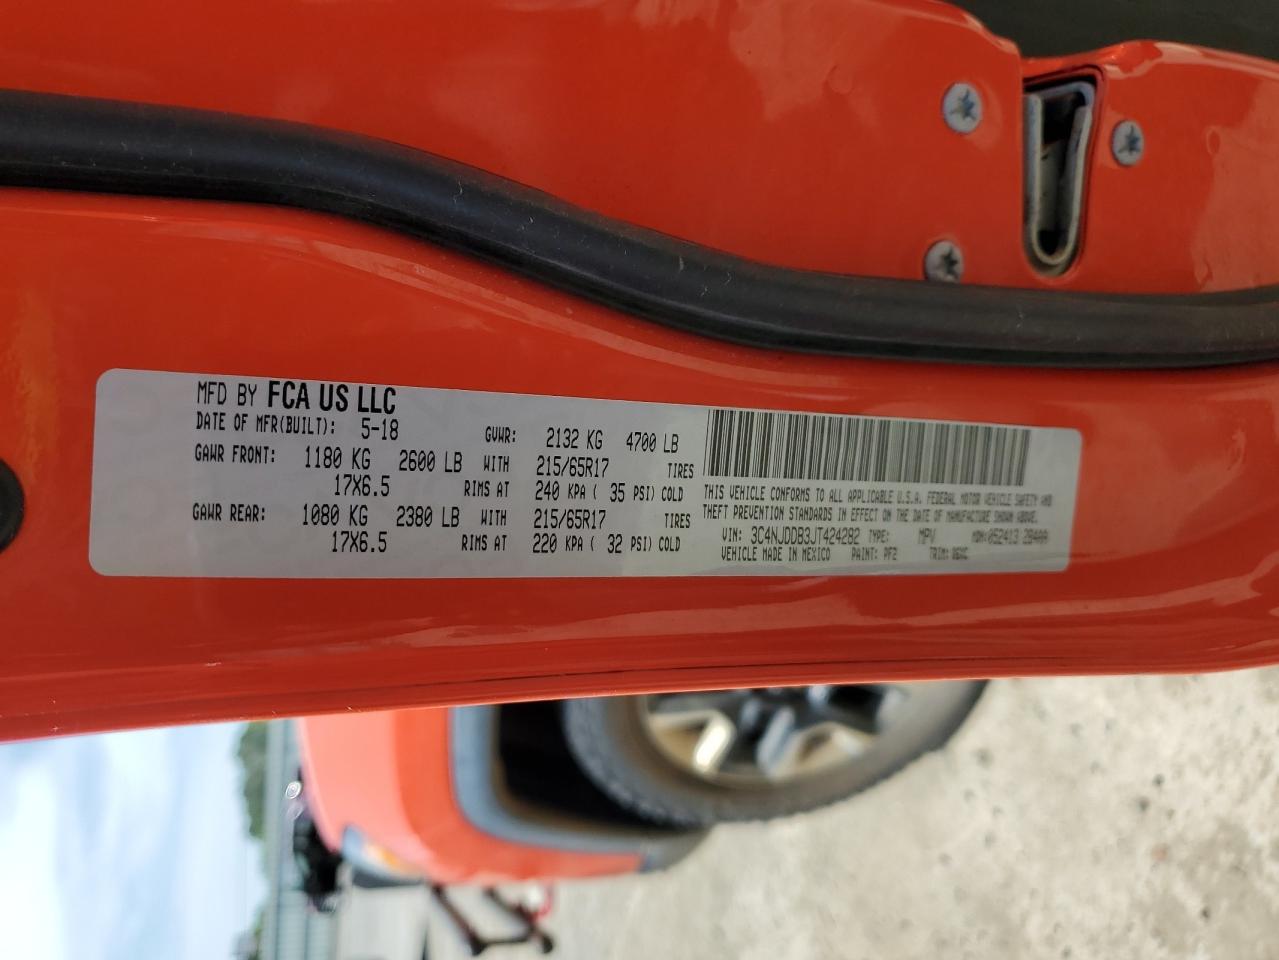 MFD BY FCA US LLC
DATE OF MFR(BUILT): 5-18 GVWR: 2132 KG 4700 LB
GAWR FRONT: 1180 KG 2600 LB WITH 215/65R17 TIRES
17X6.5 RIMS AT 240 KPA ( 35 PSI) COLD
GAWR REAR: 1080 KG 2380 LB WITH 215/65R17 TIRES
17X6.5 RIMS AT 220 KPA ( 32 PSI) COLD
THIS VEHICLE CONFORMS TO ALL APPLICABLE U.S.A. FEDERAL MOTOR VEHICLE SAFETY AND
THEFT PREVENTION STANDARDS IN EFFECT ON THE DATE OF MANUFACTURE SHOWN ABOVE.
VIN: 3C4NJDDB3JT424282 TYPE: MPV MDH:052413
VEHICLE MADE IN MEXICO PAINT: PF2 TRIM: